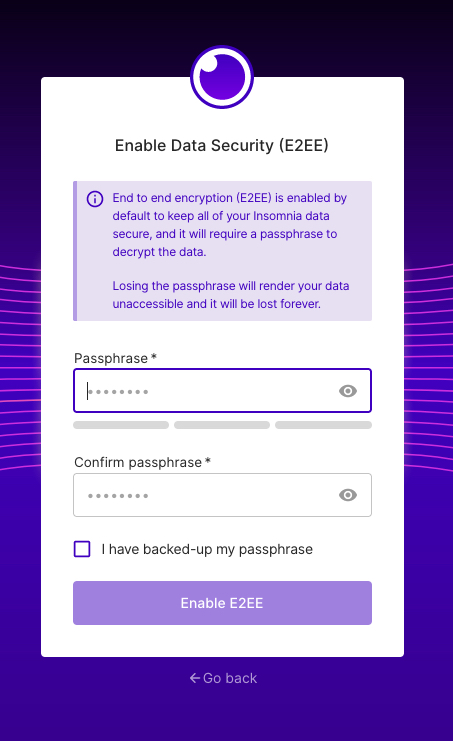 Enable Data Security (E2EE)
End to end encryption (E2EE) is enabled by
default to keep all of your Insomnia data
secure, and it will require a passphrase to
decrypt the data.
Losing the passphrase will render your data
unaccessible and it will be lost forever.
Passphrase *
••••••••
Confirm passphrase *
••••••••
I have backed-up my passphrase
Enable E2EE
← Go back